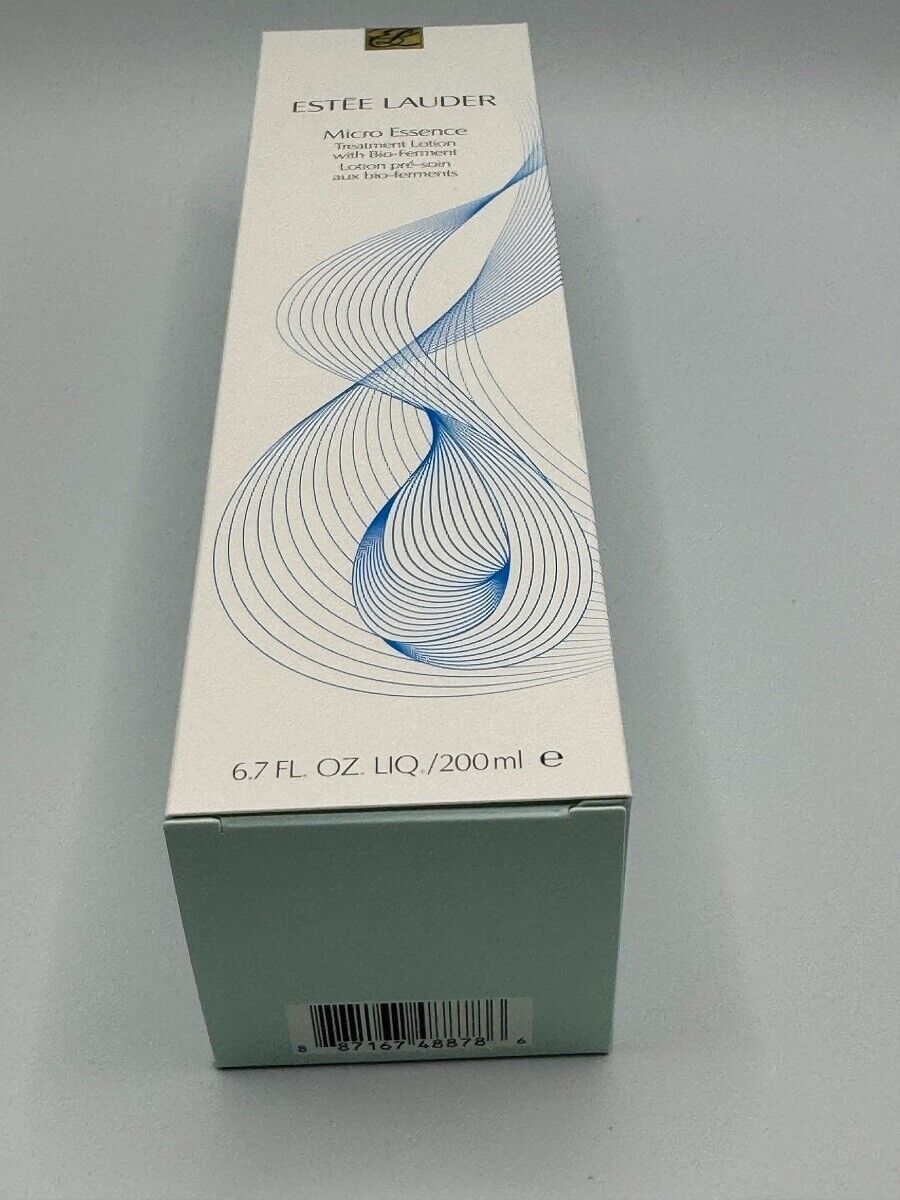 ESTĒE LAUDER
Micro Essence
Treatment Lotion
with Bio-Ferment
Lotion pré-soin
aux bio-ferments
6.7 FL. OZ. LIQ./200ml e
8 87167 48878 6